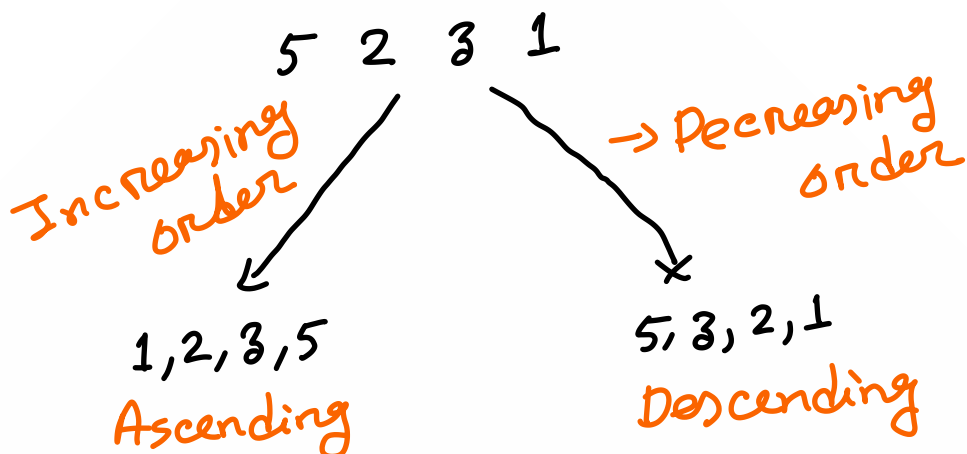 5 2 3 1
Increasing
order
→ Decreasing
order
1, 2, 3, 5
Ascending
5, 3, 2, 1
Descending